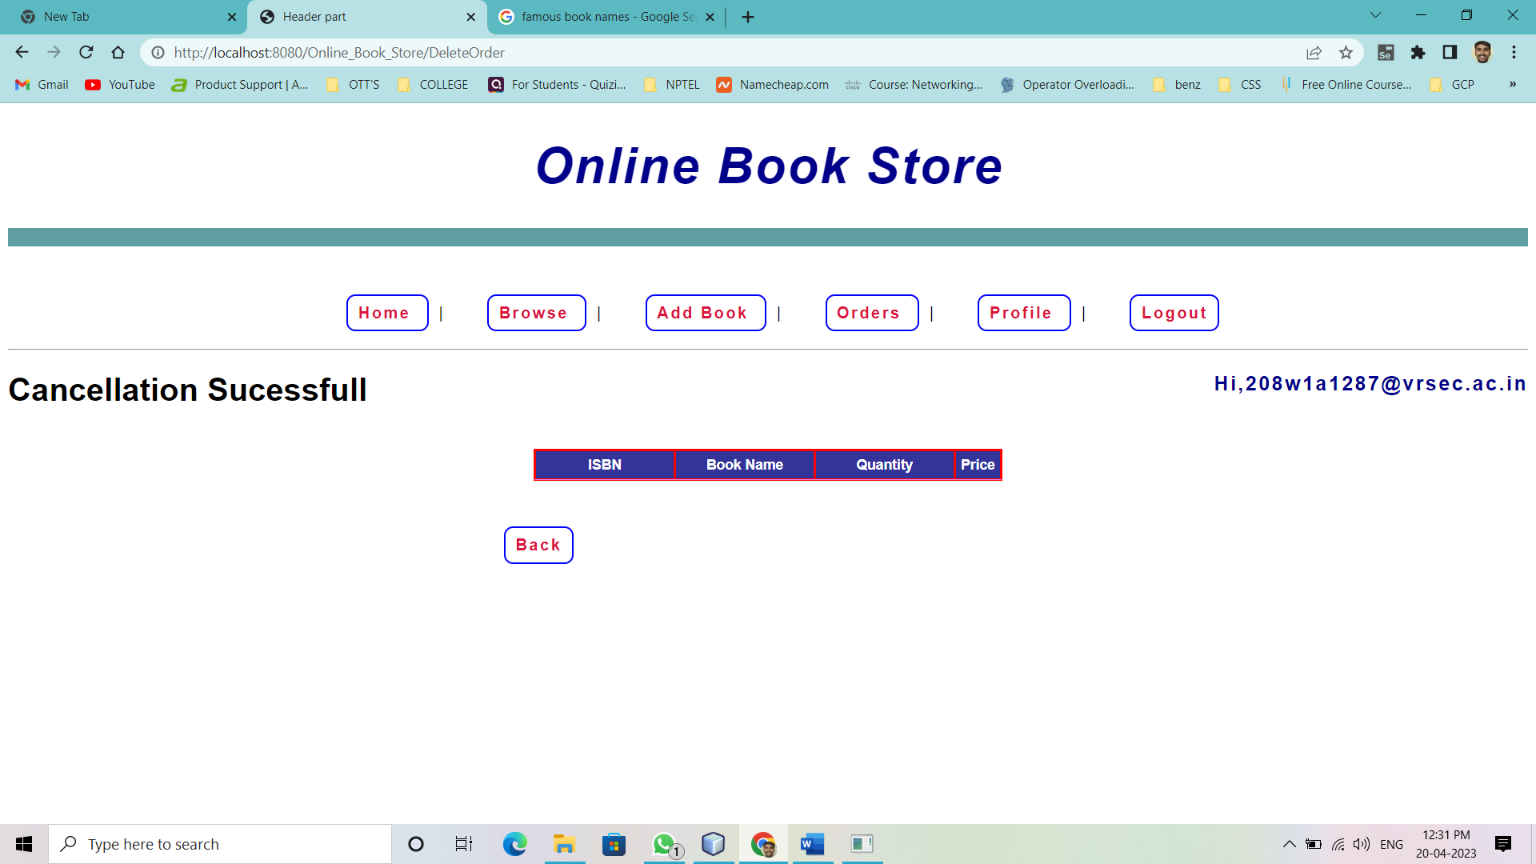 New Tab
Header part
famous book names - Google Se
http://localhost:8080/Online_Book_Store/DeleteOrder
Gmail YouTube Product Support | A... OTT'S COLLEGE For Students - Quizi... NPTEL Namecheap.com Course: Networking... Operator Overloadi... benz CSS Free Online Course... GCP »
Online Book Store
Home | Browse | Add Book | Orders | Profile | Logout
Cancellation Sucessfull
Hi,208w1a1287@vrsec.ac.in
ISBN Book Name Quantity Price
Back
Type here to search
1
ENG
12:31 PM
20-04-2023